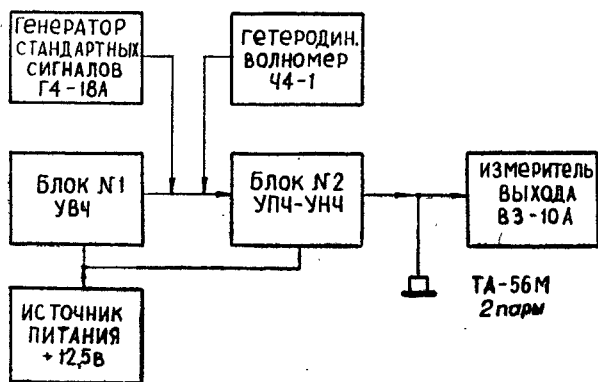 ГЕНЕРАТОР
СТАНДАРТНЫХ
СИГНАЛОВ
Г4-18А
ГЕТЕРОДИН.
ВОЛНОМЕР
Ч4-1
БЛОК №1
УВЧ
БЛОК №2
УПЧ-УНЧ
ИЗМЕРИТЕЛЬ
ВЫХОДА
ВЗ-10А
ТА-56М
2 пары
ИСТОЧНИК
ПИТАНИЯ
+12,5в